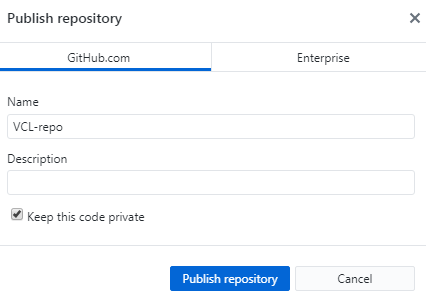 Publish repository
GitHub.com
Enterprise
Name
VCL-repo
Description
Keep this code private
Publish repository
Cancel